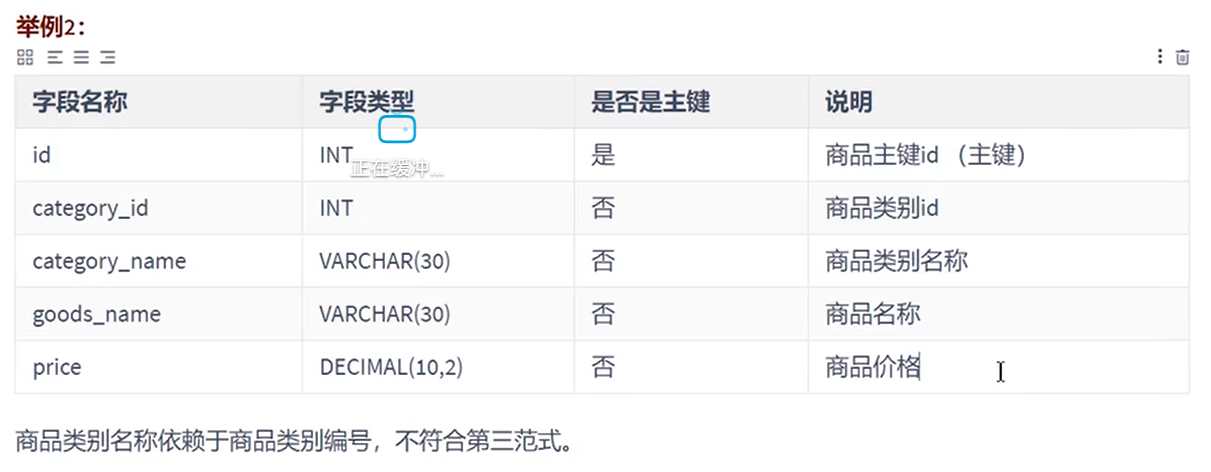 举例2：
字段名称 字段类型 是否是主键 说明
id INT 是 商品主键id （主键）
正在缓冲...
category_id INT 否 商品类别id
category_name VARCHAR(30) 否 商品类别名称
goods_name VARCHAR(30) 否 商品名称
price DECIMAL(10,2) 否 商品价格
商品类别名称依赖于商品类别编号，不符合第三范式。